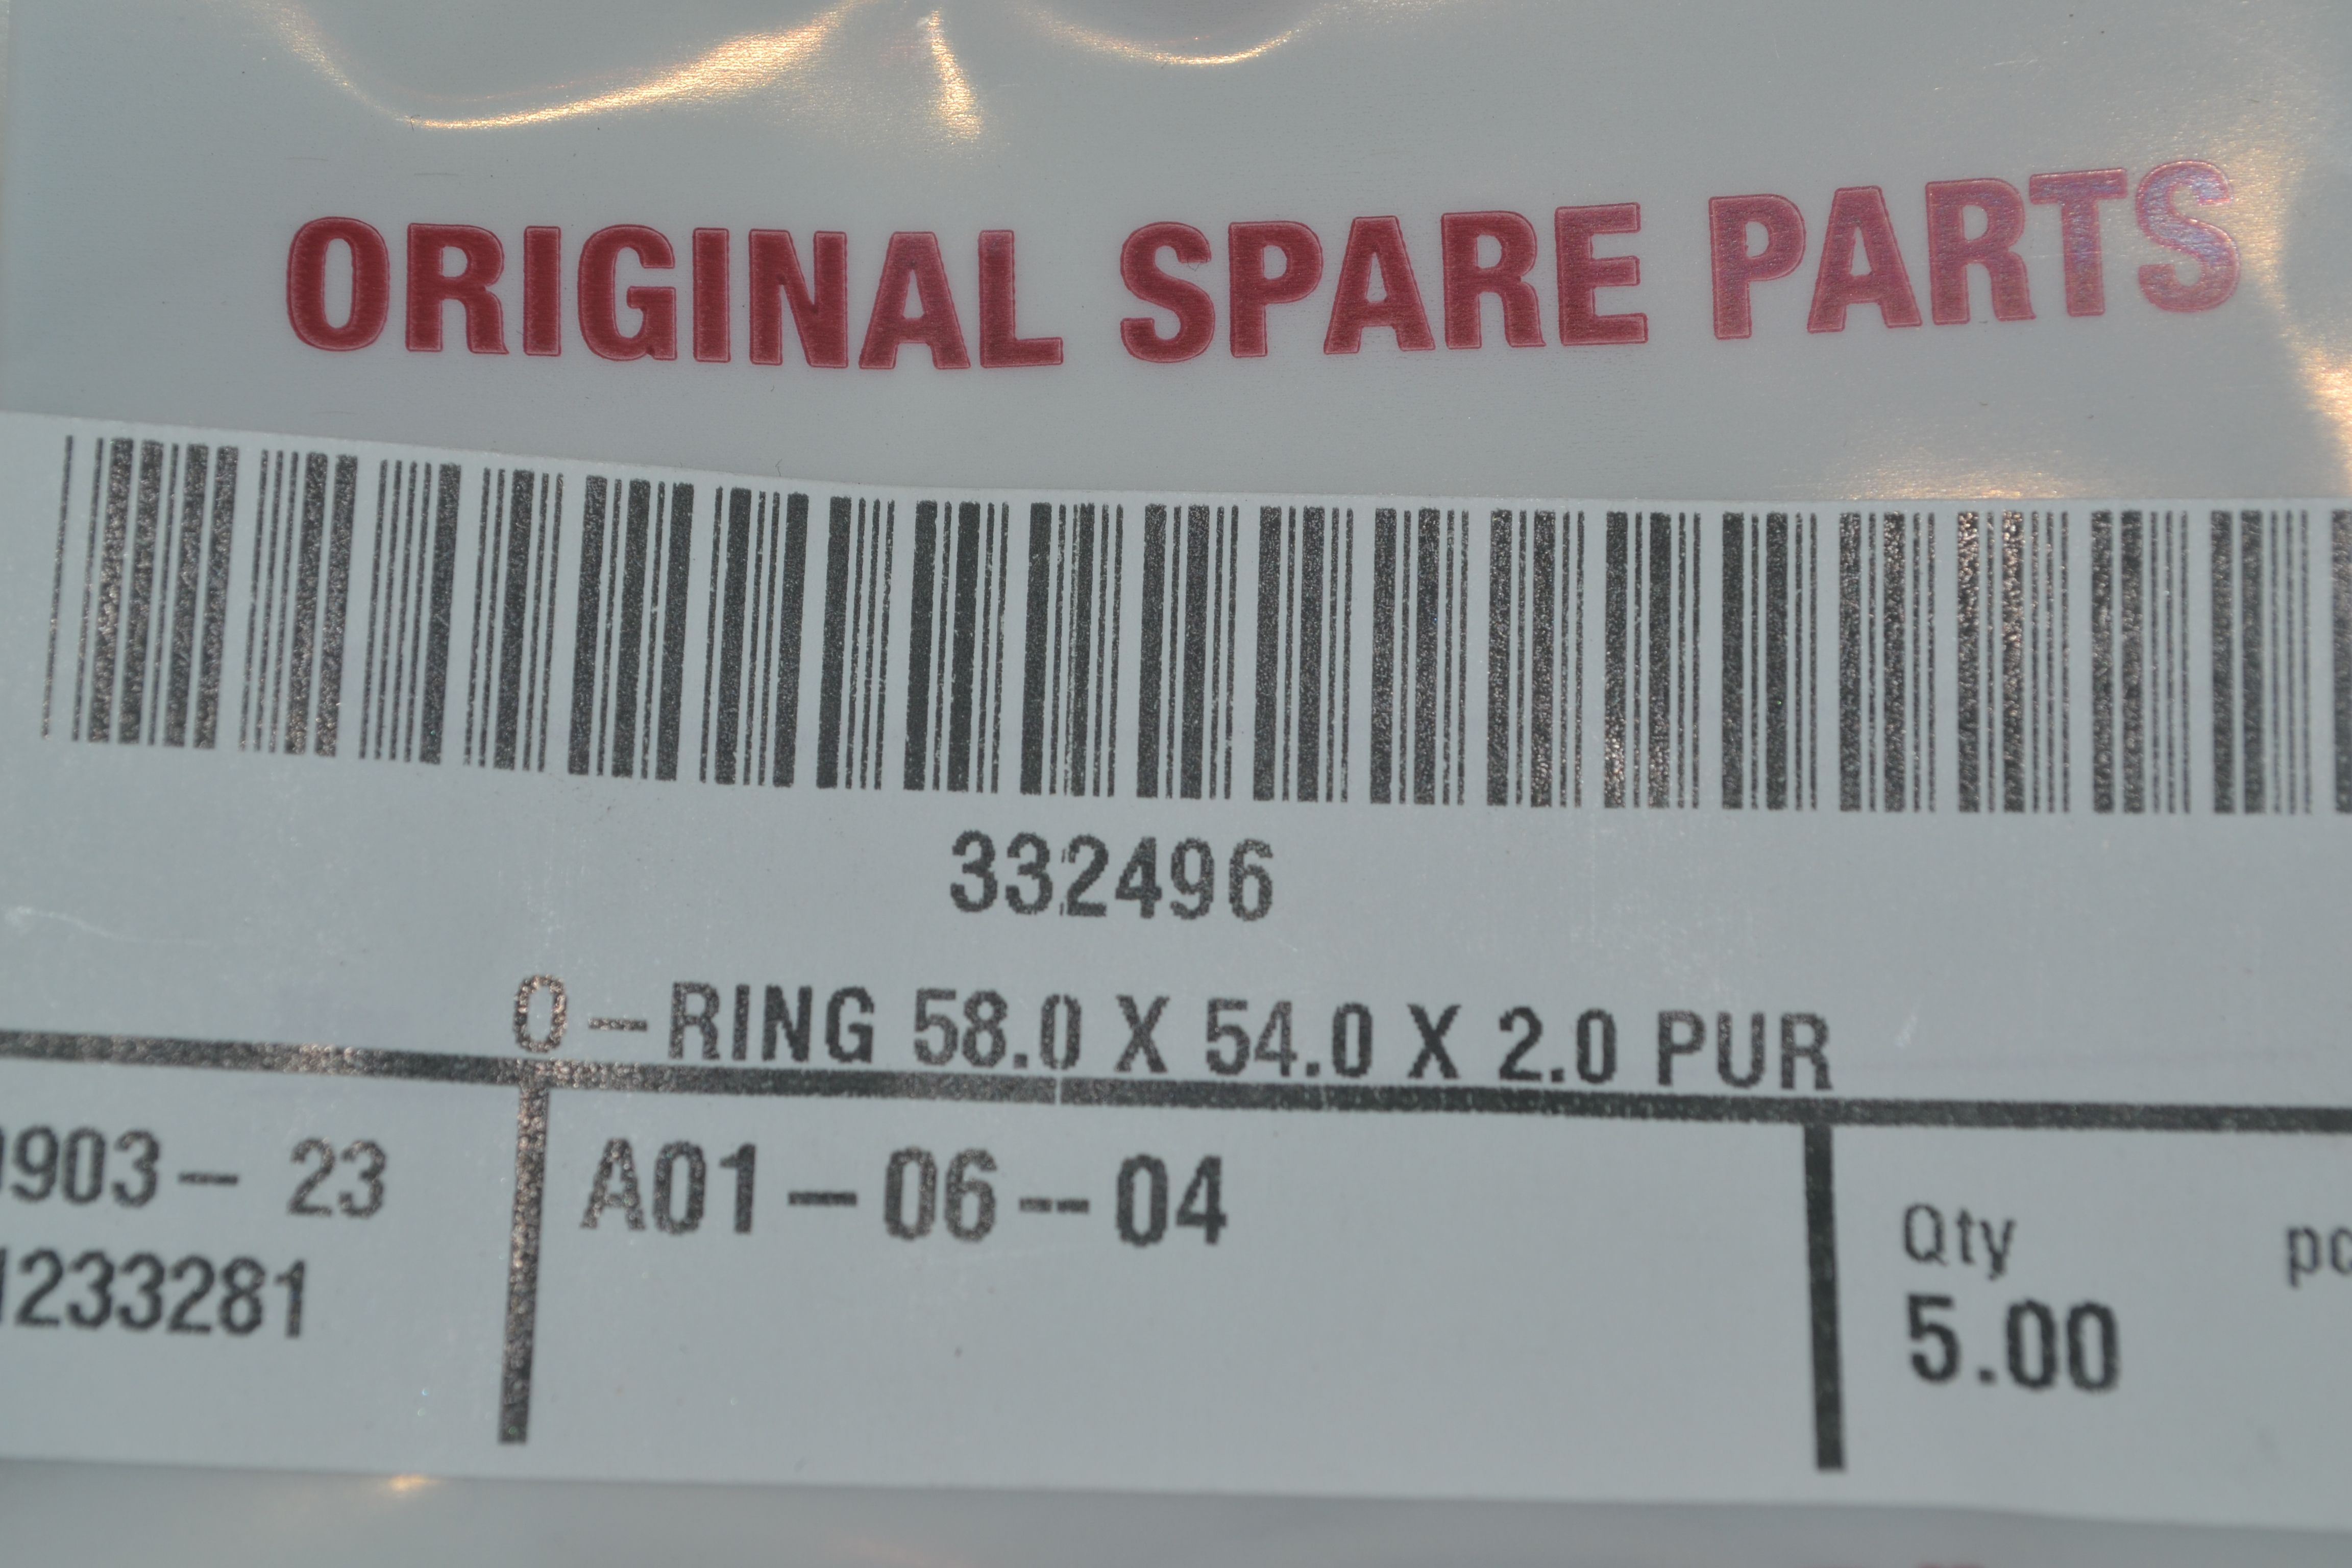 ORIGINAL SPARE PARTS
332496
O-RING 58.0 X 54.0 X 2.0 PUR
903- 23
1233281
A01-06-04
Qty
5.00